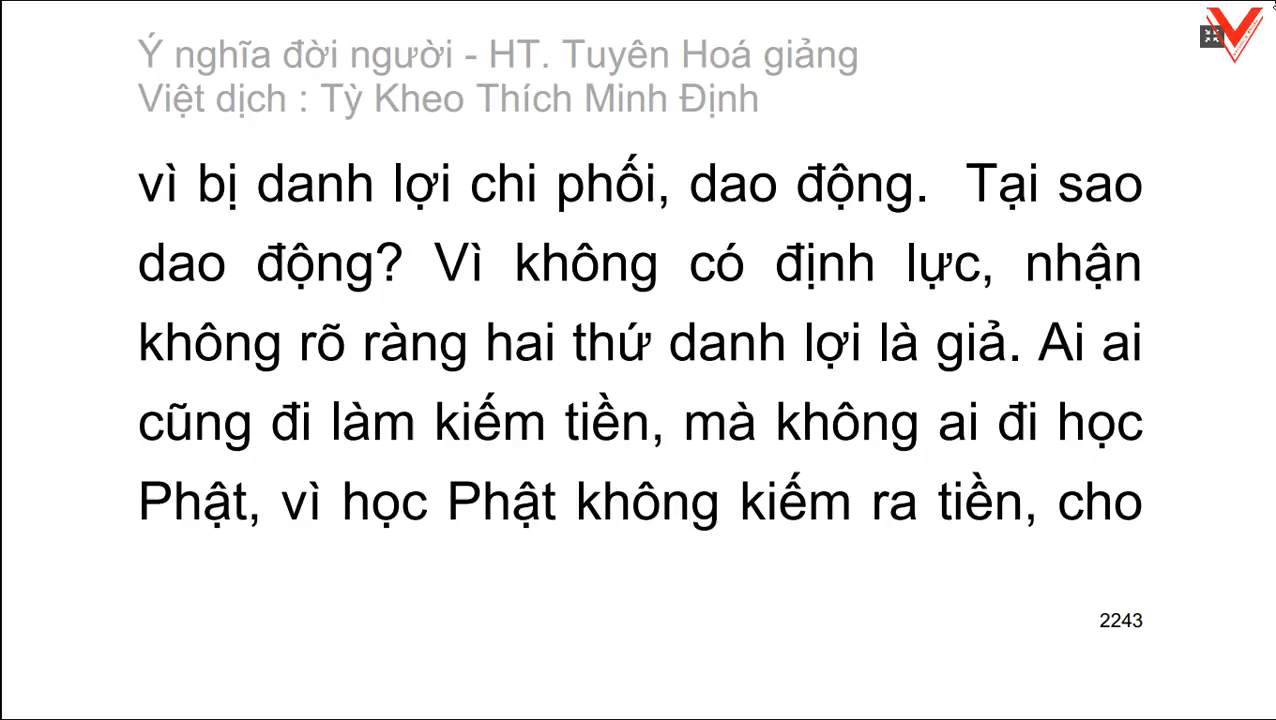 Ý nghĩa đời người - HT. Tuyên Hoá giảng
Việt dịch : Tỳ Kheo Thích Minh Định
vì bị danh lợi chi phối, dao động. Tại sao
dao động? Vì không có định lực, nhận
không rõ ràng hai thứ danh lợi là giả. Ai ai
cũng đi làm kiếm tiền, mà không ai đi học
Phật, vì học Phật không kiếm ra tiền, cho
2243